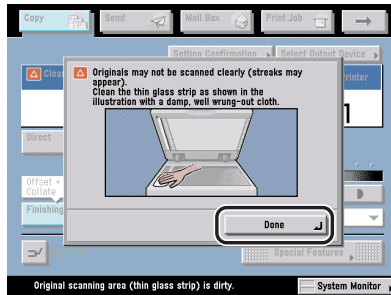 Copy
Send
Mail Box
Print Job
Setting Confirmation
Select Output Device
Clea
rinter
Originals may not be scanned clearly (streaks may
appear).
Clean the thin glass strip as shown in the
illustration with a damp, well wrung-out cloth.
1
Direct
Offset +
Collate
Finishing
Done
Special Features
Original scanning area (thin glass strip) is dirty.
System Monitor